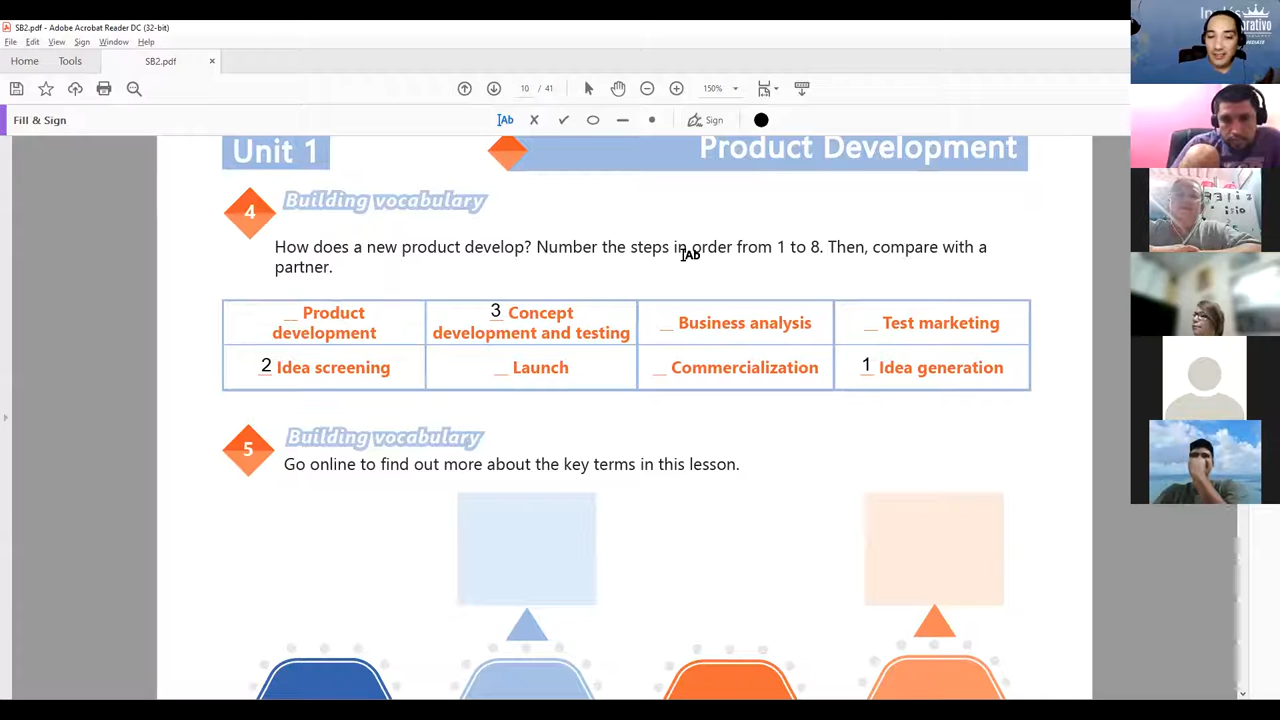 SB2.pdf - Adobe Acrobat Reader DC (32-bit)
File Edit View Sign Window Help
Home Tools SB2.pdf ×
10 / 41 150%
Fill & Sign Ab Sign
Unit 1 Product Development
4 Building vocabulary
How does a new product develop? Number the steps in order from 1 to 8. Then, compare with a
partner.
__ Product
development
3 Concept
development and testing
__ Business analysis
__ Test marketing
2 Idea screening
__ Launch
__ Commercialization
1 Idea generation
5 Building vocabulary
Go online to find out more about the key terms in this lesson.